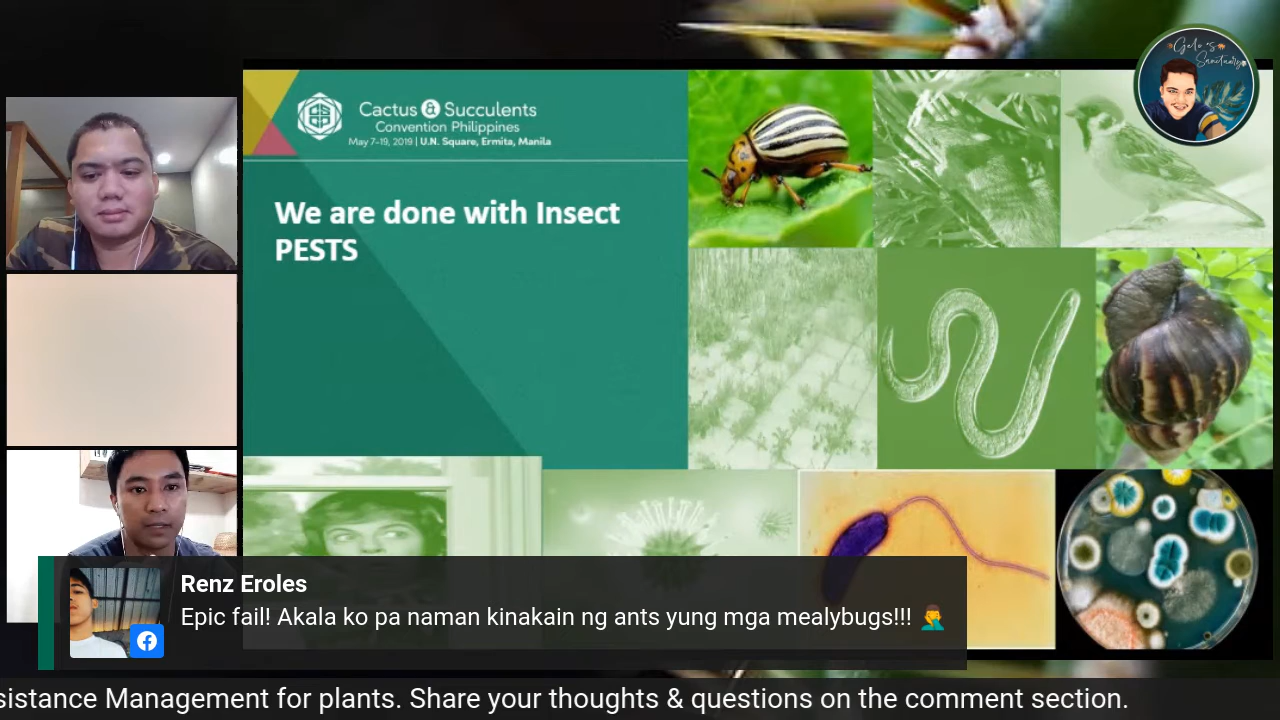 Gelo's
Sanctuary
Cactus & Succulents
Convention Philippines
May 7-19, 2019 | U.N. Square, Ermita, Manila
We are done with Insect
PESTS
Renz Eroles
Epic fail! Akala ko pa naman kinakain ng ants yung mga mealybugs!!! 🤦‍♂️
sistance Management for plants. Share your thoughts & questions on the comment section.